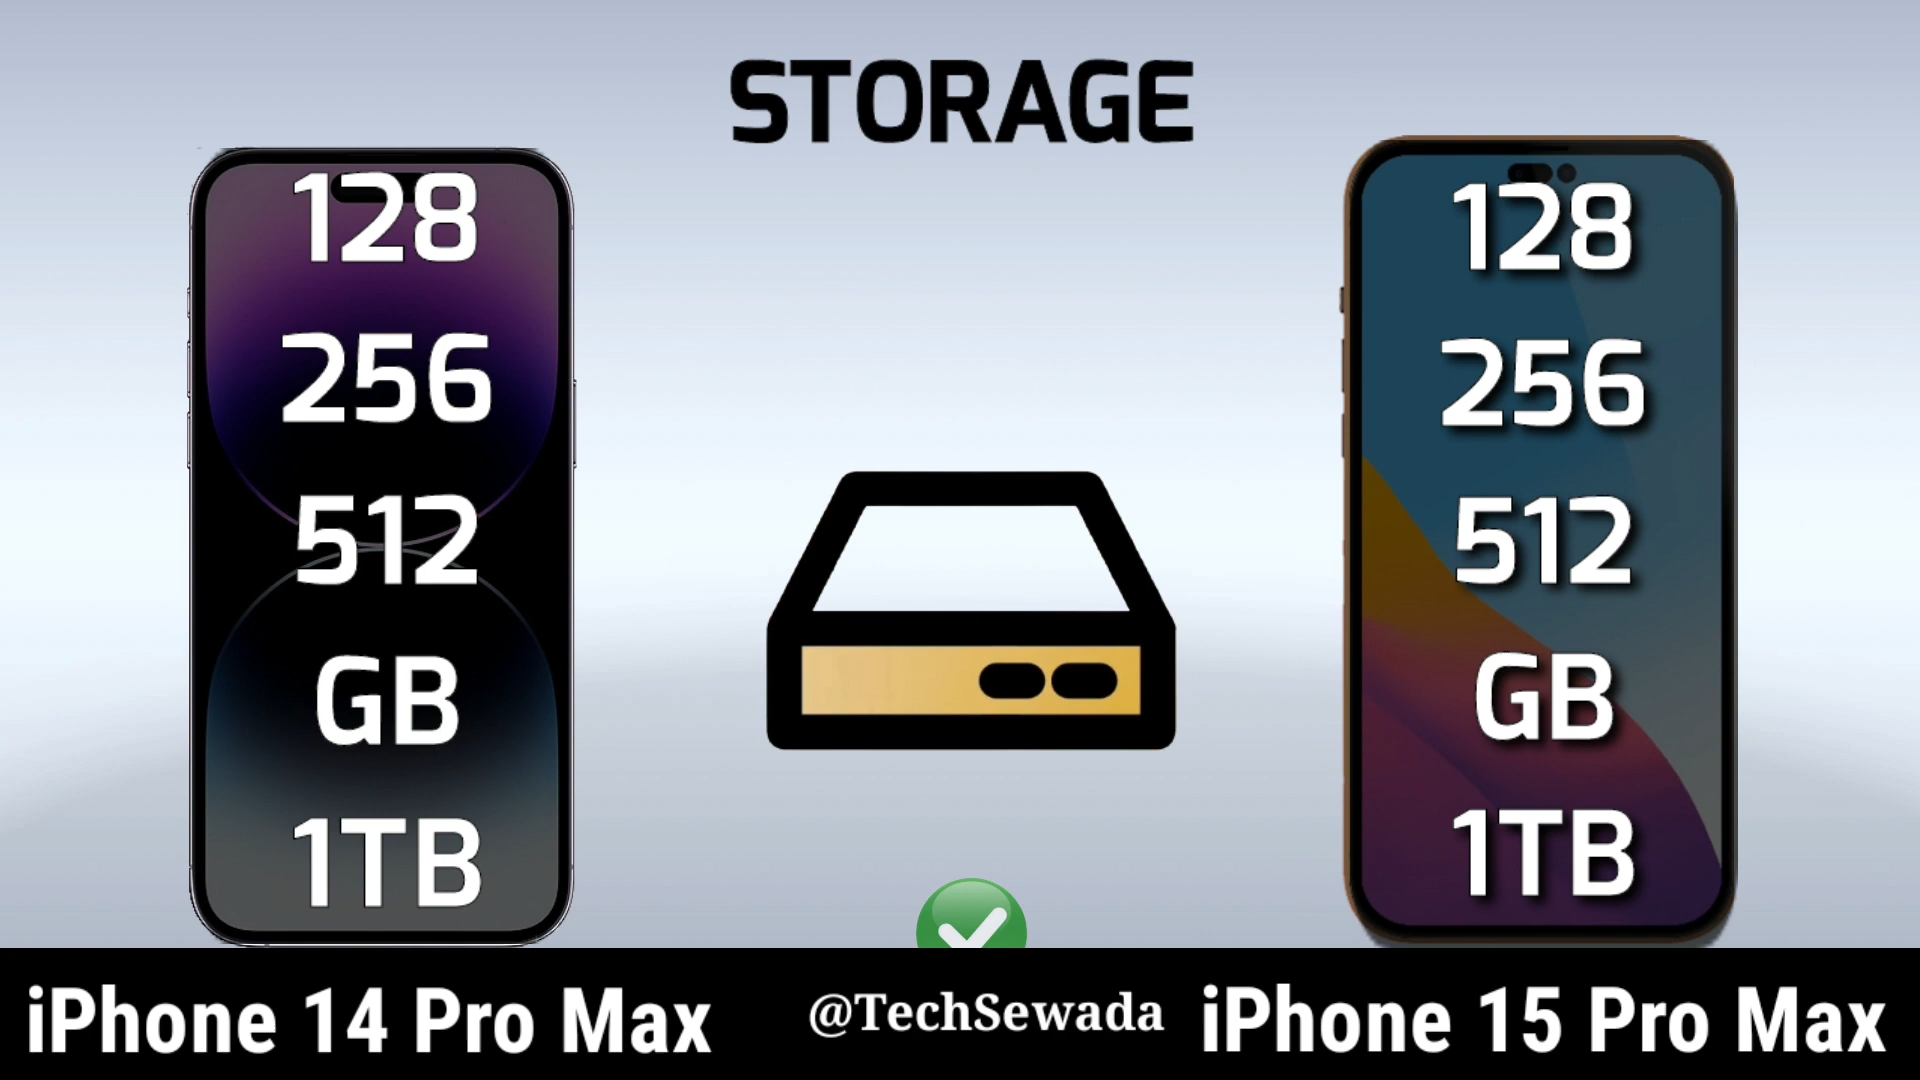 STORAGE
128
256
512
GB
1TB
128
256
512
GB
1TB
iPhone 14 Pro Max
@TechSewada
iPhone 15 Pro Max